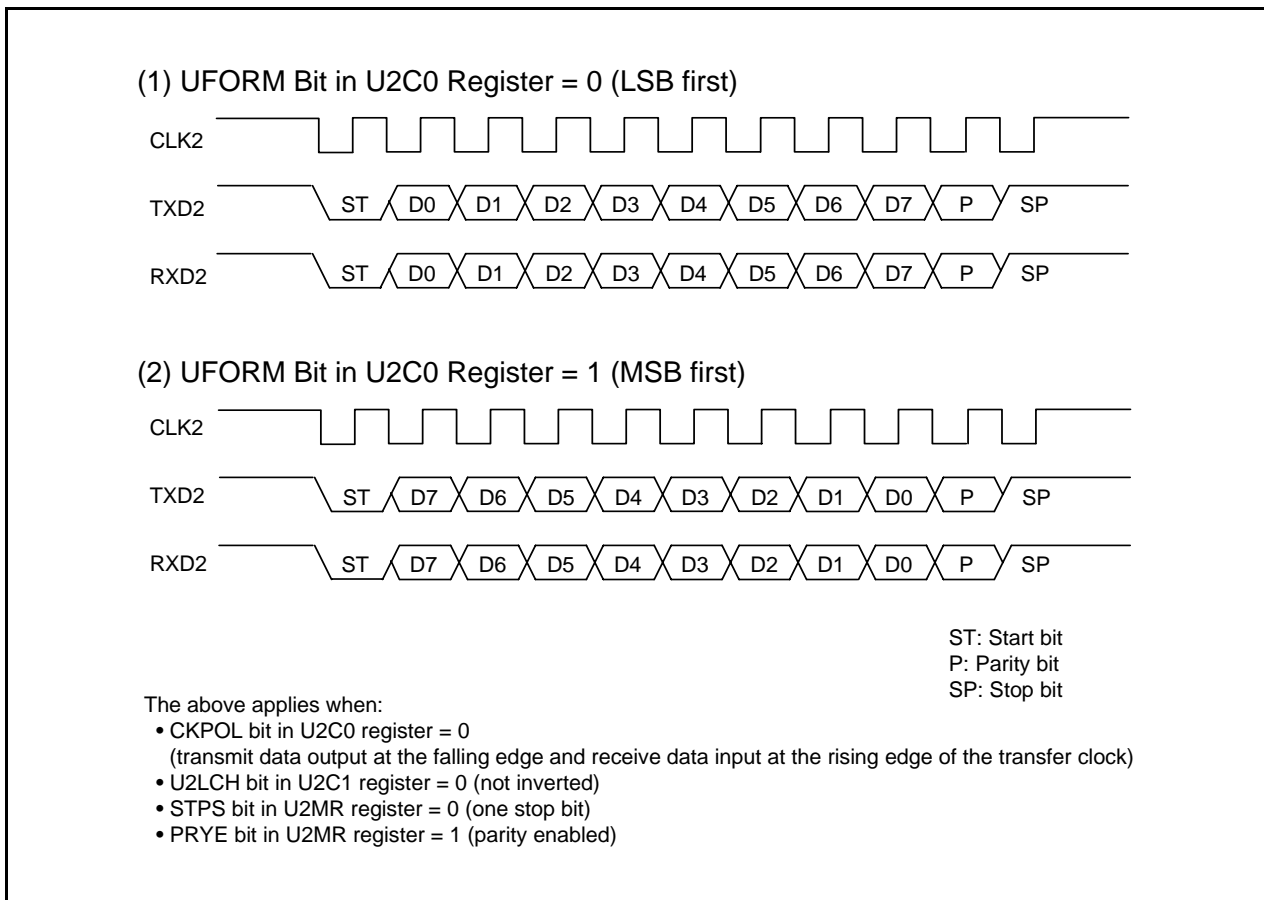 (1) UFORM Bit in U2C0 Register = 0 (LSB first)
CLK2
TXD2 ST D0 D1 D2 D3 D4 D5 D6 D7 P SP
RXD2 ST D0 D1 D2 D3 D4 D5 D6 D7 P SP
(2) UFORM Bit in U2C0 Register = 1 (MSB first)
CLK2
TXD2 ST D7 D6 D5 D4 D3 D2 D1 D0 P SP
RXD2 ST D7 D6 D5 D4 D3 D2 D1 D0 P SP
ST: Start bit
P: Parity bit
SP: Stop bit
The above applies when:
• CKPOL bit in U2C0 register = 0
(transmit data output at the falling edge and receive data input at the rising edge of the transfer clock)
• U2LCH bit in U2C1 register = 0 (not inverted)
• STPS bit in U2MR register = 0 (one stop bit)
• PRYE bit in U2MR register = 1 (parity enabled)